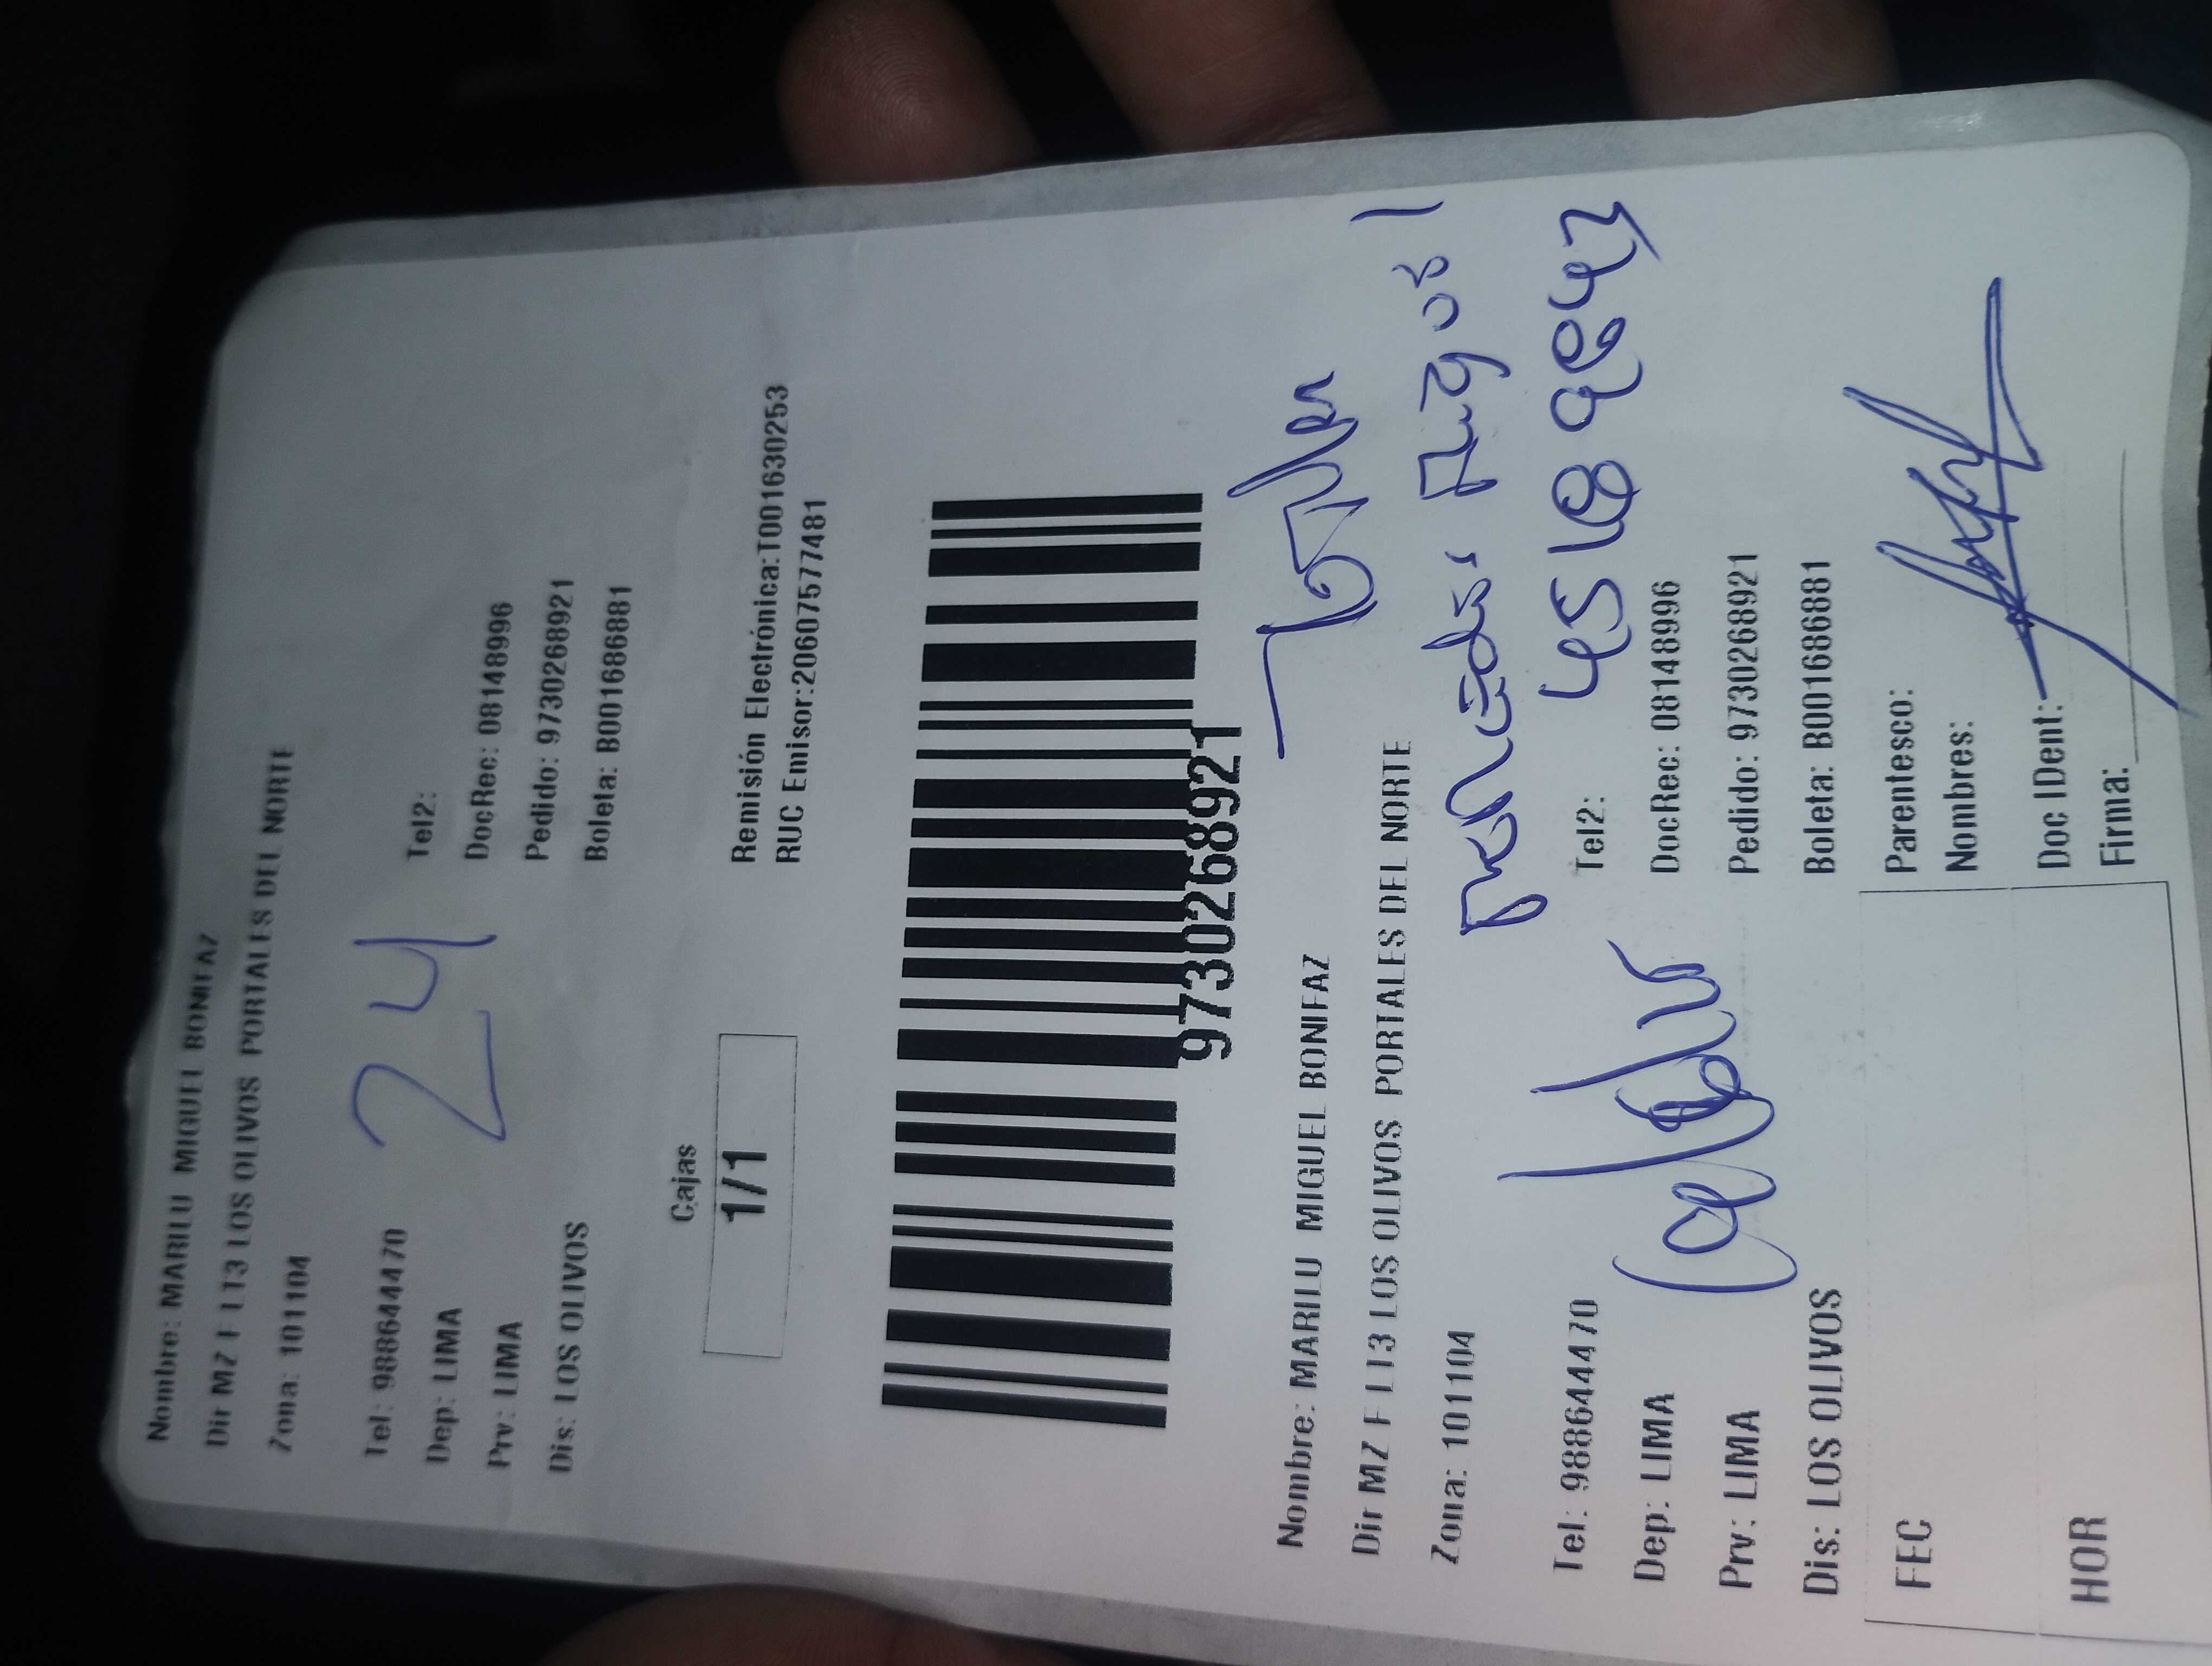 Nombre: MARILU MIGUEL BONIFAZ
Dir MZ F L13 LOS OLIVOS PORTALES DEL NORTE
Zona: 101104
24
Tel: 988644470 Tel2:
Dep: LIMA DocRec: 08148996
Prv: LIMA Pedido: 9730268921
Dis: LOS OLIVOS Boleta: B001686881
Cajas
1/1
Remisión Electrónica:T001630253
RUC Emisor:20607577481
9730268921
Nombre: MARILU MIGUEL BONIFAZ
Dir MZ F L13 LOS OLIVOS PORTALES DEL NORTE
Zona: 101104
Tel: 988644470 Tel2:
Dep: LIMA DocRec: 08148996
Prv: LIMA Pedido: 9730268921
Dis: LOS OLIVOS Boleta: B001686881
FEC Parentesco:
Nombres:
HOR Doc IDent:
Firma: